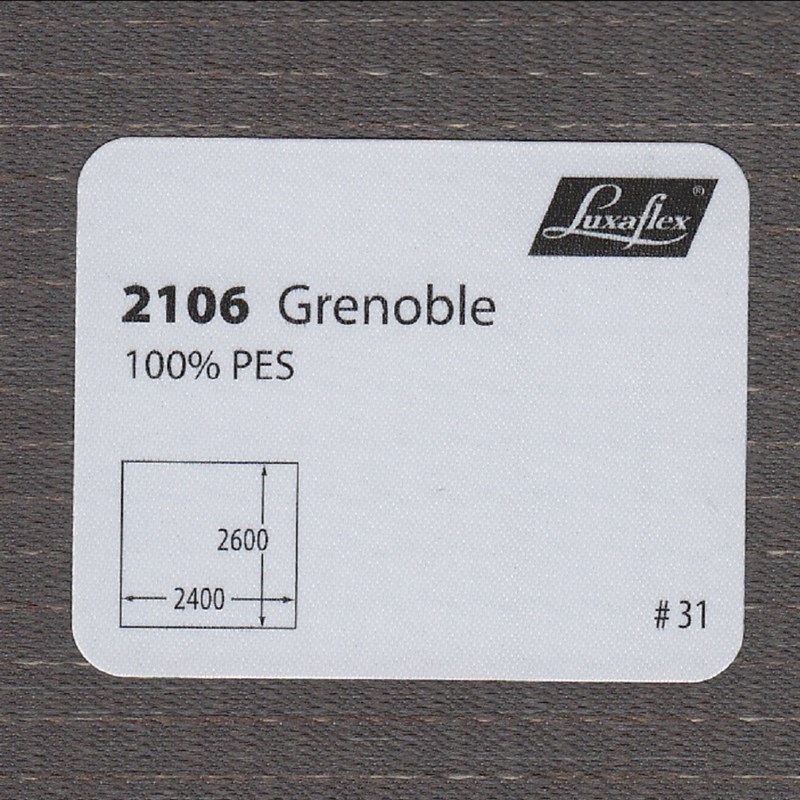 Luxaflex®
2106 Grenoble
100% PES
2600
2400
# 31